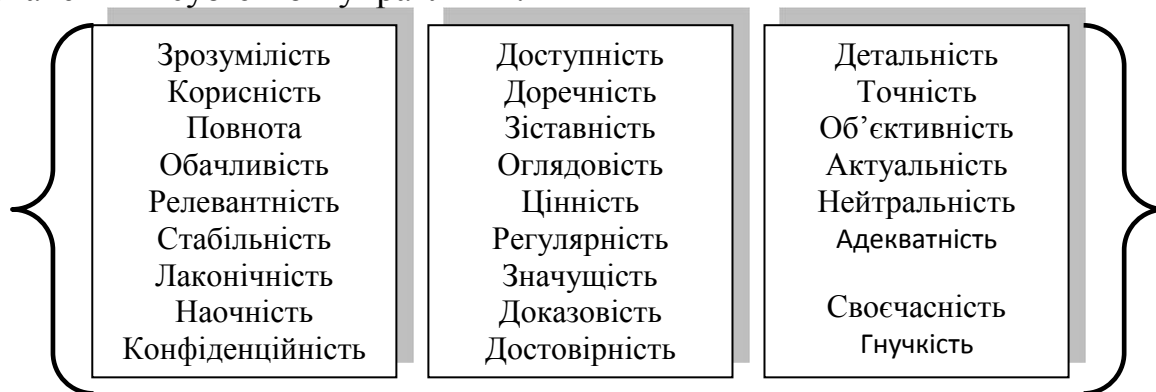 Зрозумілість
Корисність
Повнота
Обачливість
Релевантність
Стабільність
Лаконічність
Наочність
Конфіденційність
Доступність
Доречність
Зіставність
Оглядовість
Цінність
Регулярність
Значущість
Доказовість
Достовірність
Детальність
Точність
Об’єктивність
Актуальність
Нейтральність
Адекватність
Своєчасність
Гнучкість